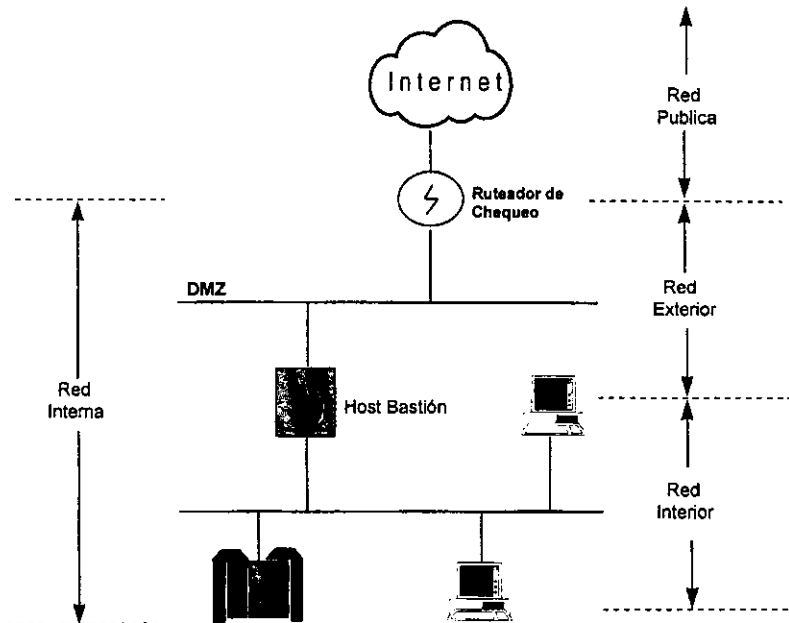 Internet
Red
Publica
Ruteador de
Chequeo
DMZ
Red
Exterior
Red
Interna
Host Bastión
Red
Interior